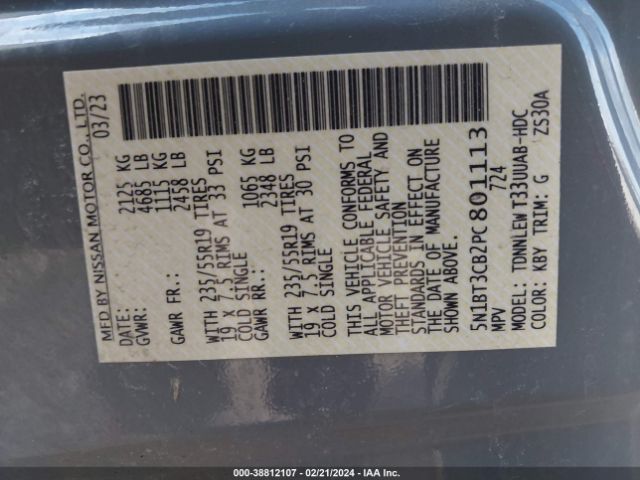 MFD BY NISSAN MOTOR CO., LTD.
DATE: 03/23
GVWR: 2125 KG
4685 LB
GAWR FR.: 1115 KG
2458 LB
WITH 235/55R19 TIRES
19 x 7.5 RIMS AT 33 PSI
COLD SINGLE
GAWR RR.: 1065 KG
2348 LB
WITH 235/55R19 TIRES
19 x 7.5 RIMS AT 30 PSI
COLD SINGLE
THIS VEHICLE CONFORMS TO
ALL APPLICABLE FEDERAL
MOTOR VEHICLE SAFETY AND
THEFT PREVENTION
STANDARDS IN EFFECT ON
THE DATE OF MANUFACTURE
SHOWN ABOVE.
5N1BT3CB2PC801113
MPV 724
MODEL: TDNNNLEW T33UUAB-HDC
COLOR: KBY TRIM: G ZS30A
000-38812107 - 02/21/2024 - IAA Inc.